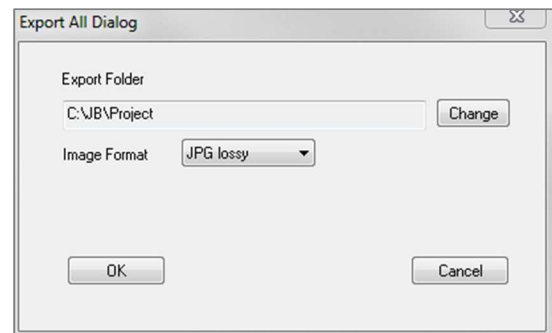 Export All Dialog
Export Folder
C:\JB\Project
Change
Image Format
JPG lossy
OK
Cancel